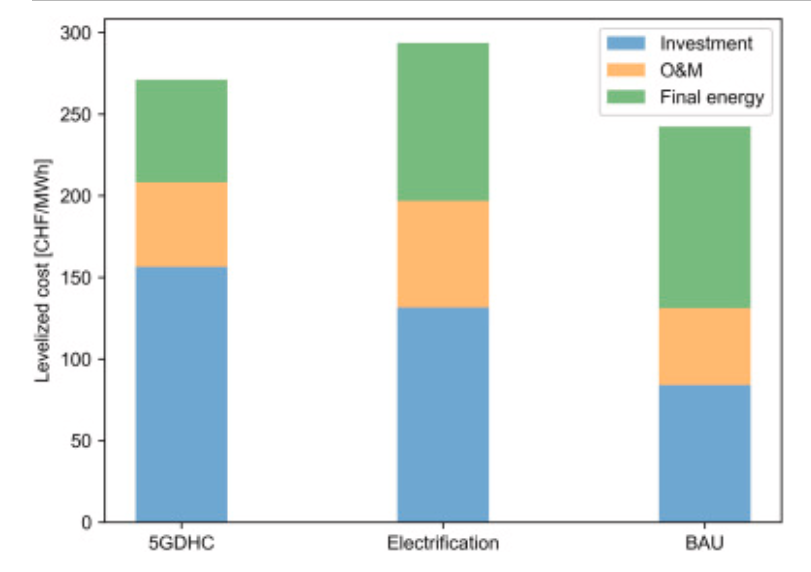 300
250
200
150
100
50
0
Levelized cost [CHF/MWh]
Investment
O&M
Final energy
5GDHC
Electrification
BAU